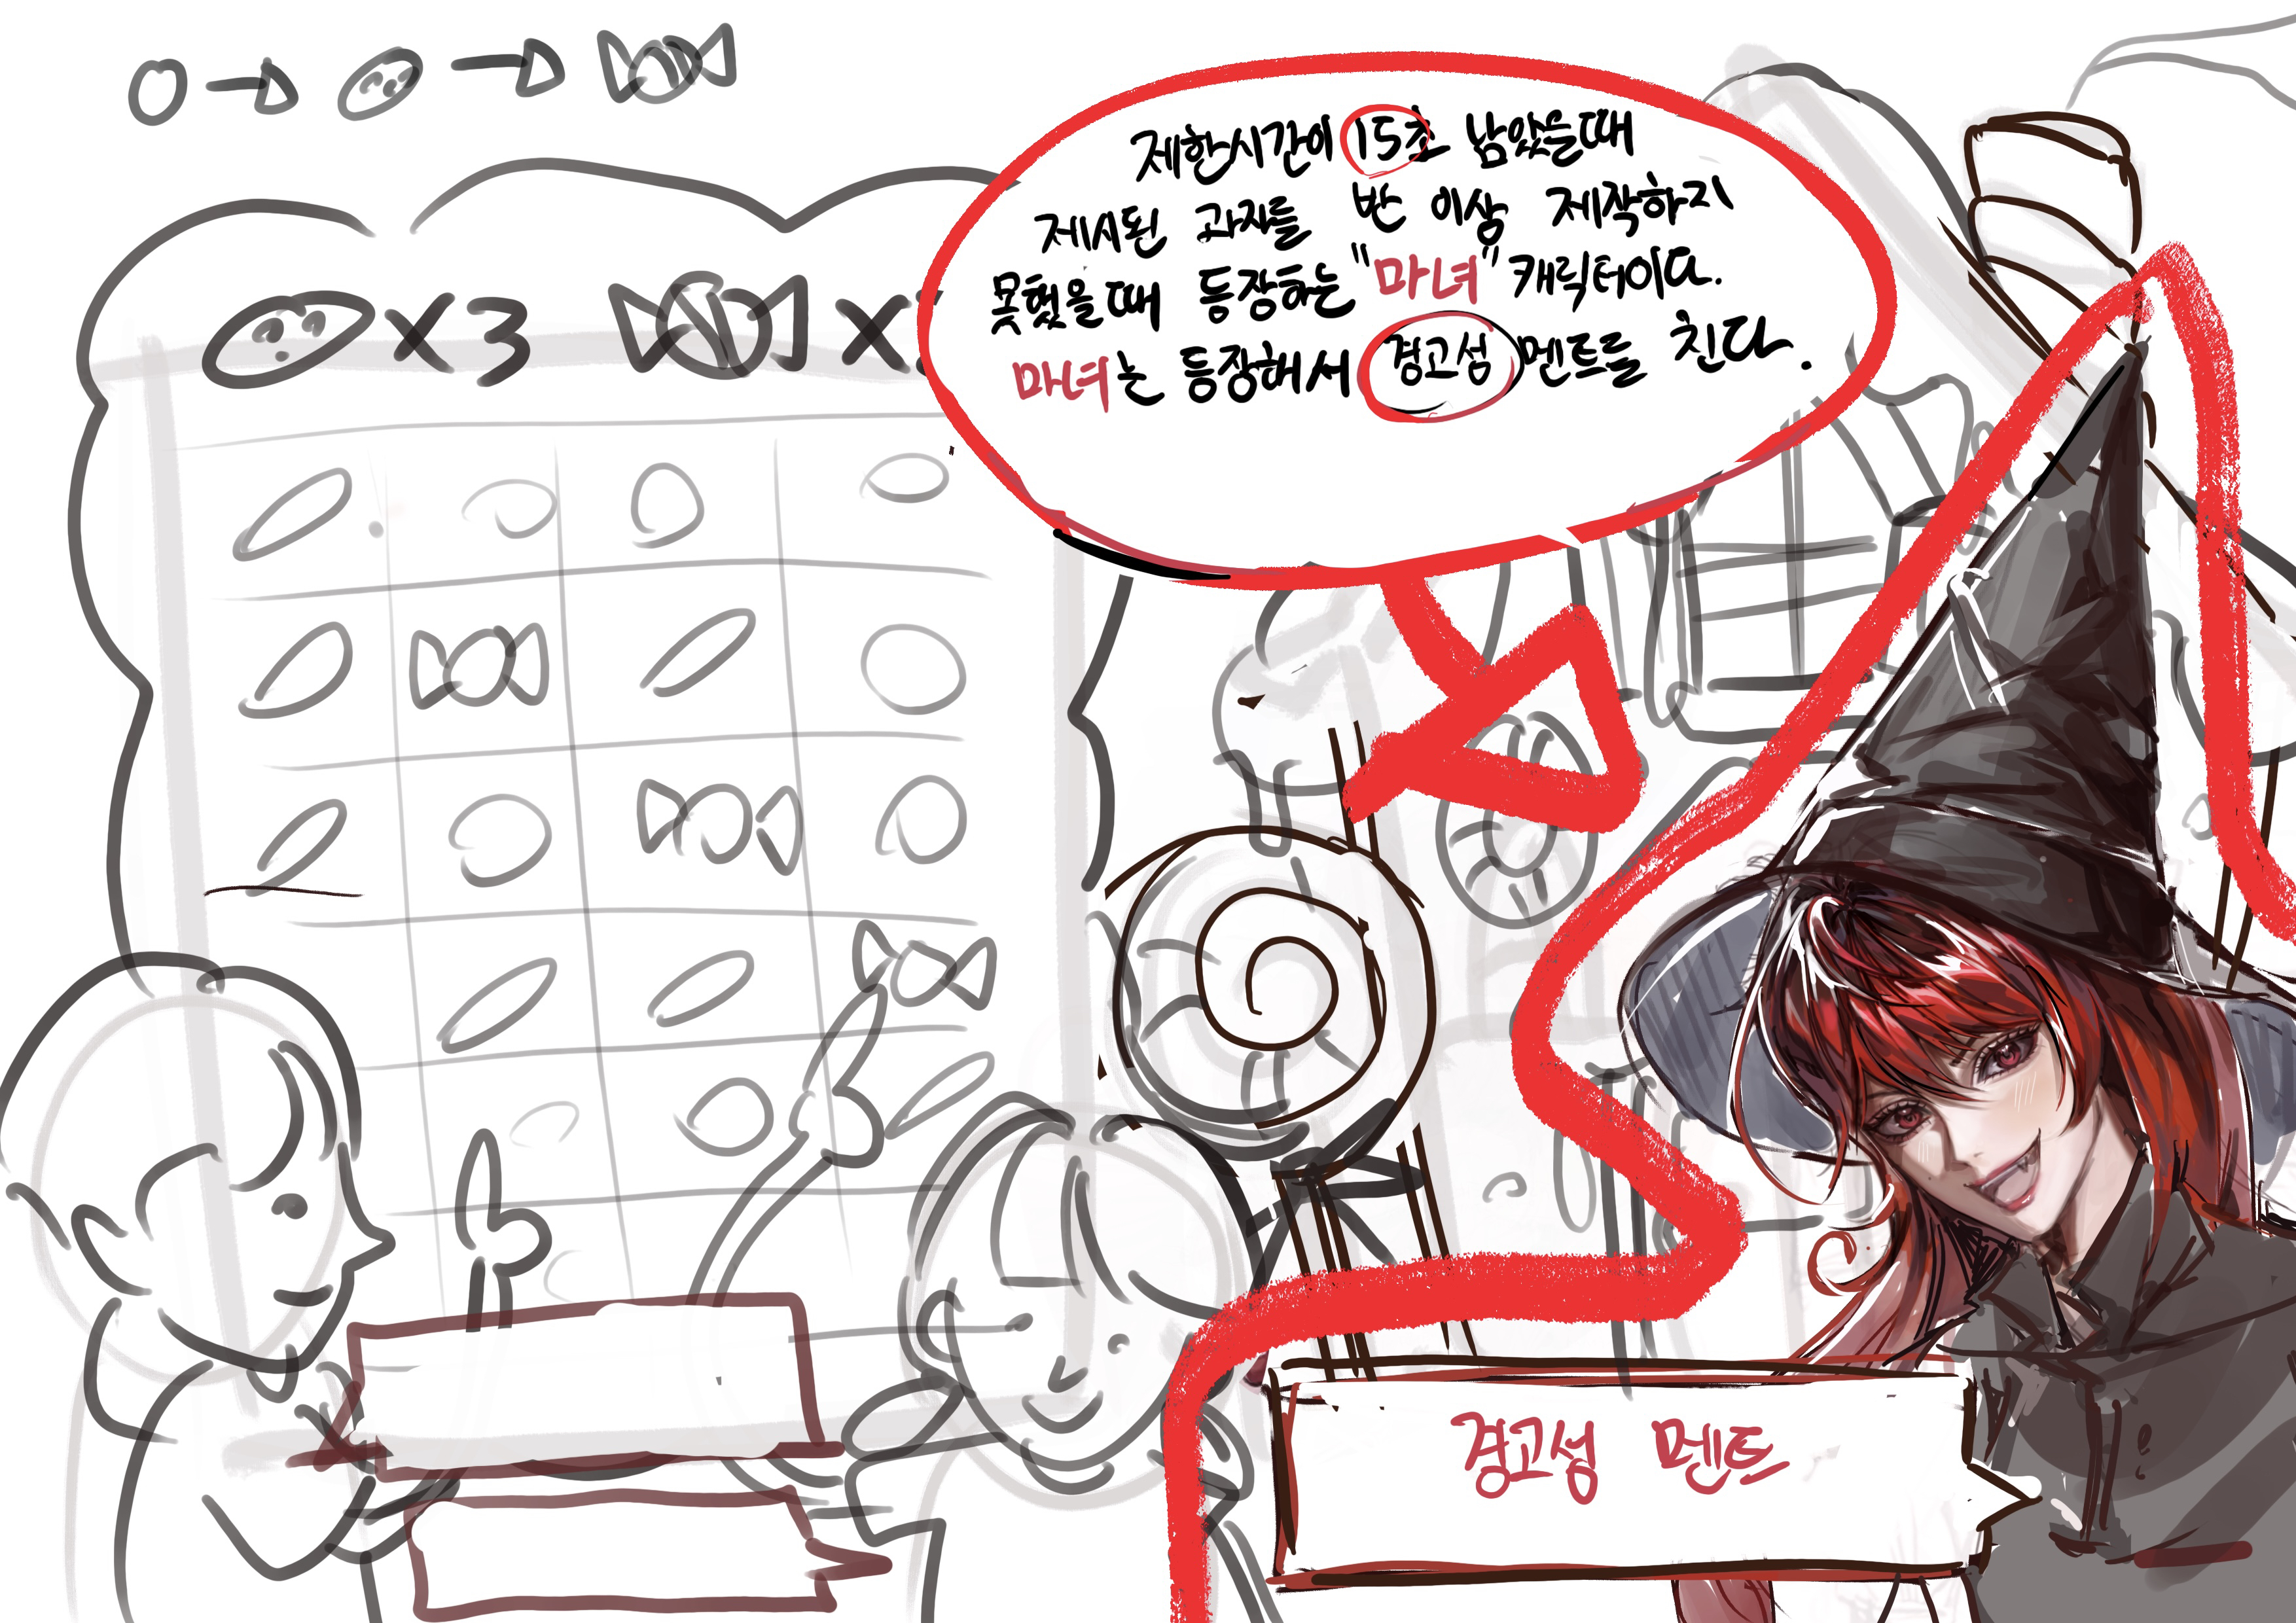 x3
x
제한시간이 15초 남았을때
제시된 과자를 반 이상 제작하지
못했을때 등장하는 "마녀" 캐릭터이다.
마녀는 등장해서 경고성 멘트를 친다.
경고성 멘트